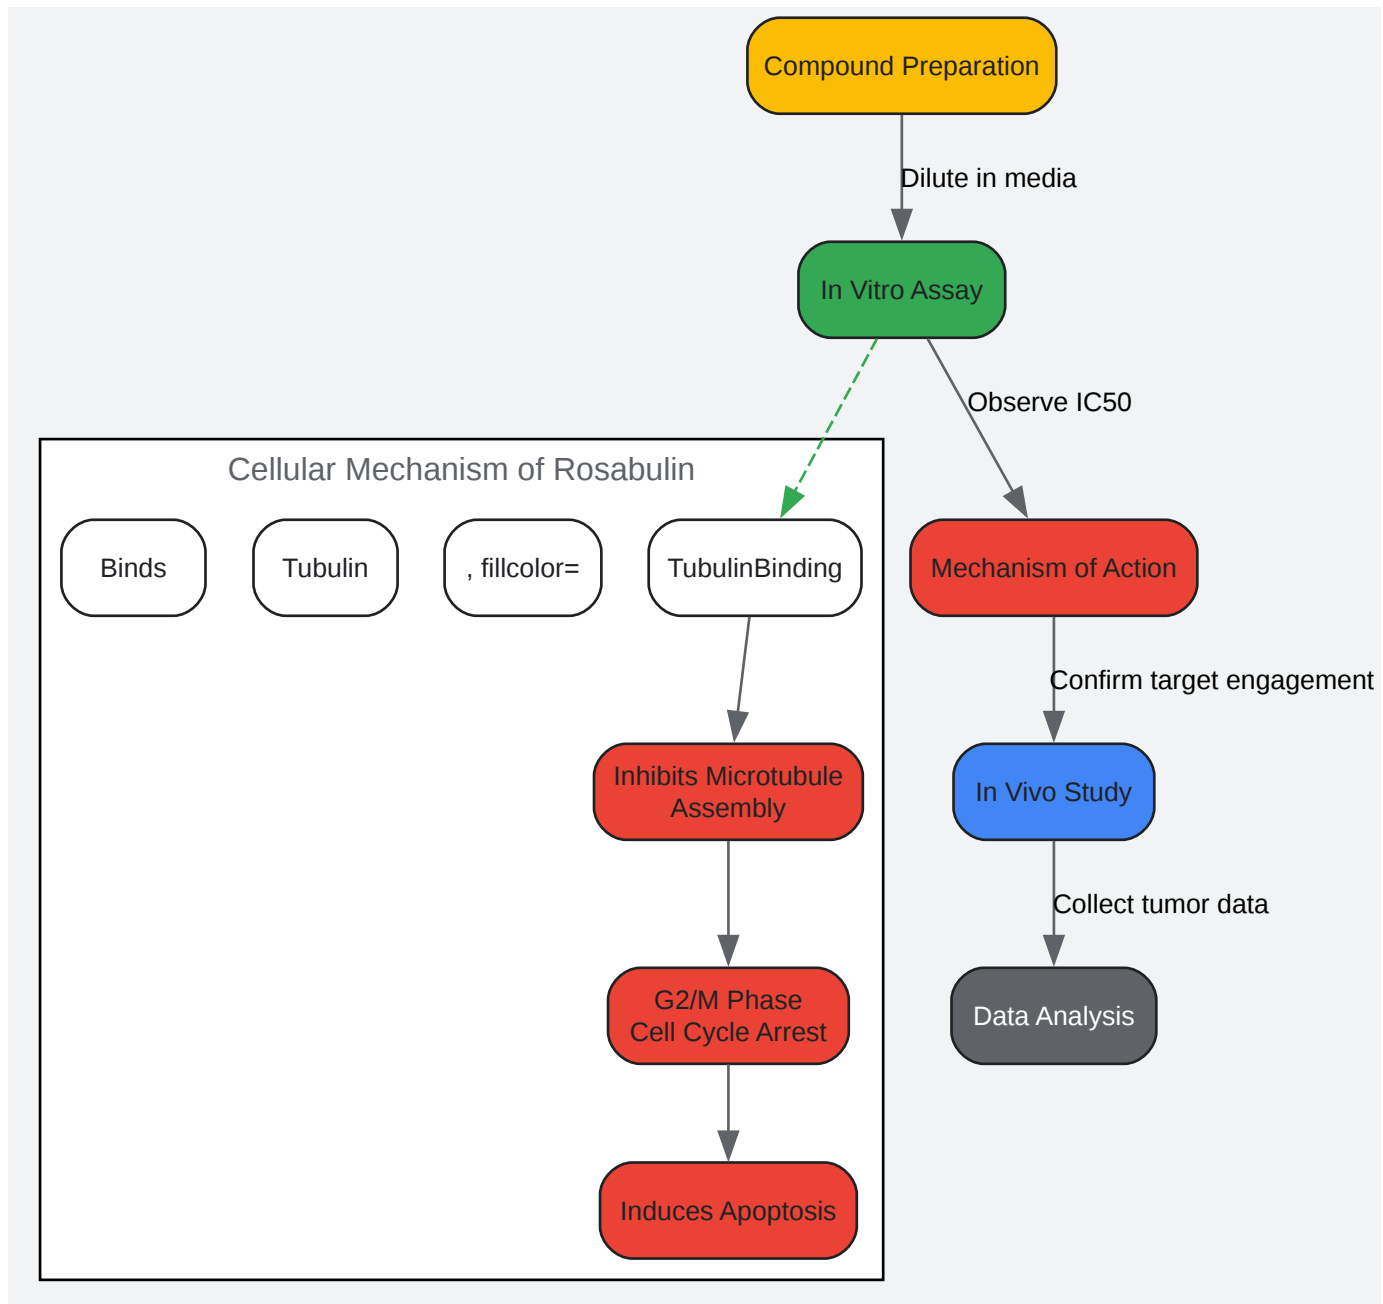 Compound Preparation
Dilute in media
In Vitro Assay
Observe IC50
Cellular Mechanism of Rosabulin
Binds
Tubulin
, fillcolor=
TubulinBinding
Mechanism of Action
Confirm target engagement
Inhibits Microtubule
Assembly
In Vivo Study
Collect tumor data
G2/M Phase
Cell Cycle Arrest
Data Analysis
Induces Apoptosis